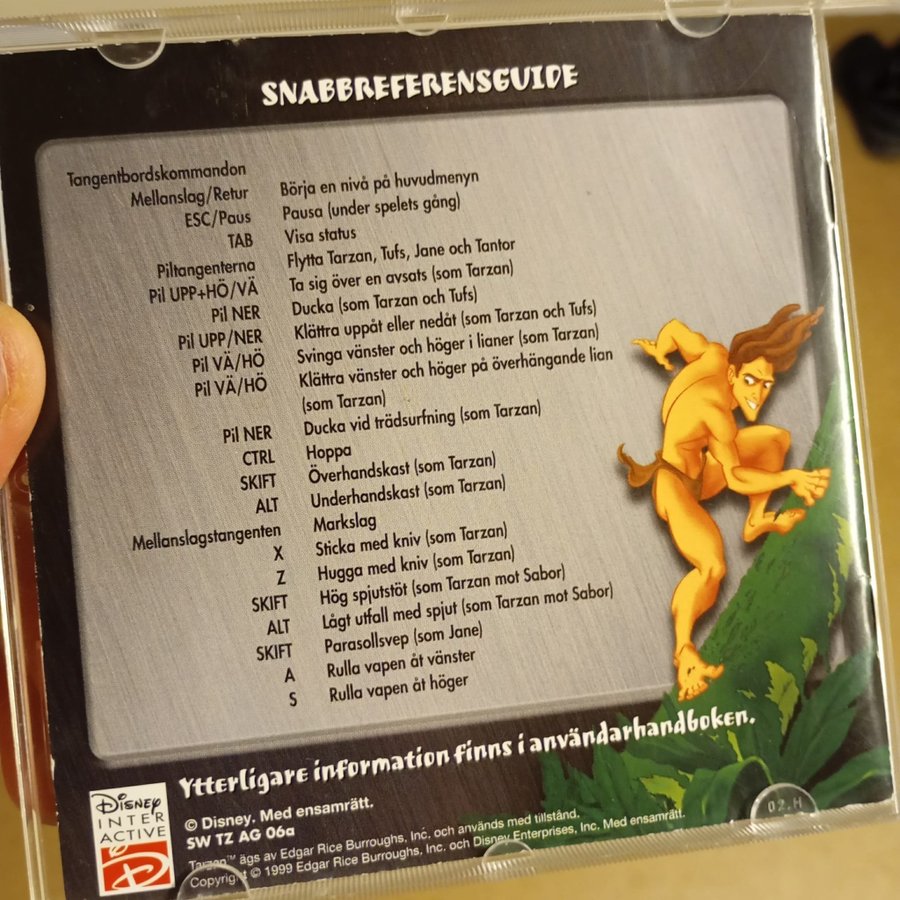 SNABBREFERENSGUIDE
Tangentbordskommandon
Mellanslag/Retur Börja en nivå på huvudmenyn
ESC/Paus Pausa (under spelets gång)
TAB Visa status
Piltangenterna Flytta Tarzan, Tufs, Jane och Tantor
Pil UPP+HÖ/VÄ Ta sig över en avsats (som Tarzan)
Pil NER Ducka (som Tarzan och Tufs)
Pil UPP/NER Klättra uppåt eller nedåt (som Tarzan och Tufs)
Pil VÄ/HÖ Svinga vänster och höger i lianer (som Tarzan)
Pil VÄ/HÖ Klättra vänster och höger på överhängande lian
(som Tarzan)
Pil NER Ducka vid trädsurfning (som Tarzan)
CTRL Hoppa
SKIFT Överhandskast (som Tarzan)
ALT Underhandskast (som Tarzan)
Mellanslagstangenten Markslag
X Sticka med kniv (som Tarzan)
Z Hugga med kniv (som Tarzan)
SKIFT Hög spjutstöt (som Tarzan mot Sabor)
ALT Lågt utfall med spjut (som Tarzan mot Sabor)
SKIFT Parasollsvep (som Jane)
A Rulla vapen åt vänster
S Rulla vapen åt höger
Ytterligare information finns i användarhandboken.
DISNEY
INTER
ACTIVE
© Disney. Med ensamrätt.
SW TZ AG 06a
Tarzan™ ägs av Edgar Rice Burroughs, Inc. och används med tillstånd.
Copyright © 1999 Edgar Rice Burroughs, Inc. och Disney Enterprises, Inc. Med ensamrätt.
02.H